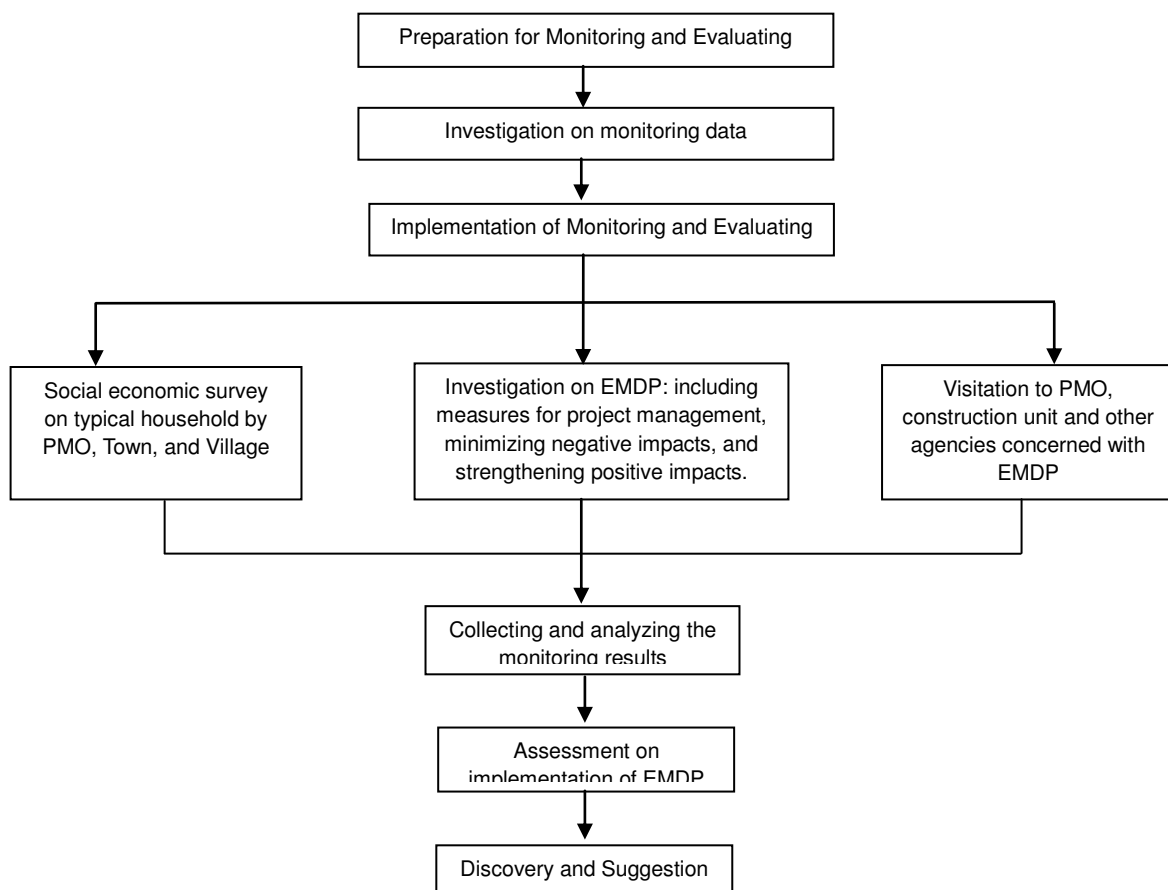 Preparation for Monitoring and Evaluating
Investigation on monitoring data
Implementation of Monitoring and Evaluating
Social economic survey
on typical household by
PMO, Town, and Village
Investigation on EMDP: including
measures for project management,
minimizing negative impacts, and
strengthening positive impacts.
Visitation to PMO,
construction unit and other
agencies concerned with
EMDP
Collecting and analyzing the
monitoring results
Assessment on
implementation of EMDP
Discovery and Suggestion